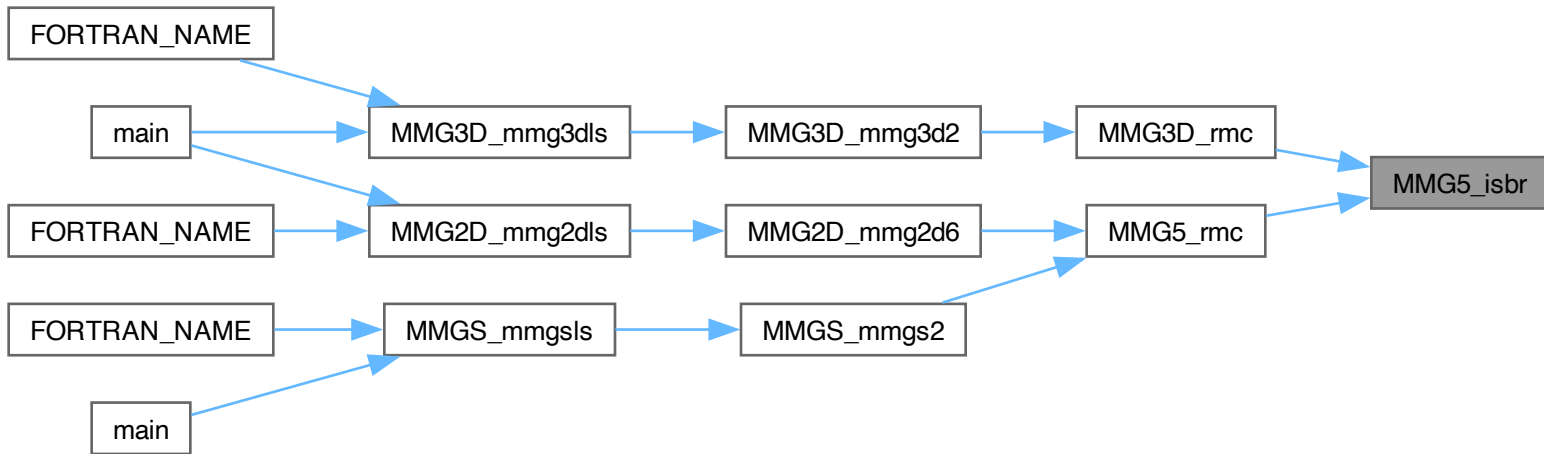 FORTRAN_NAME
main
MMG3D_mmg3dls
MMG3D_mmg3d2
MMG3D_rmc
MMG5_isbr
FORTRAN_NAME
MMG2D_mmg2dls
MMG2D_mmg2d6
MMG5_rmc
FORTRAN_NAME
MMGS_mmgsls
MMGS_mmgs2
main